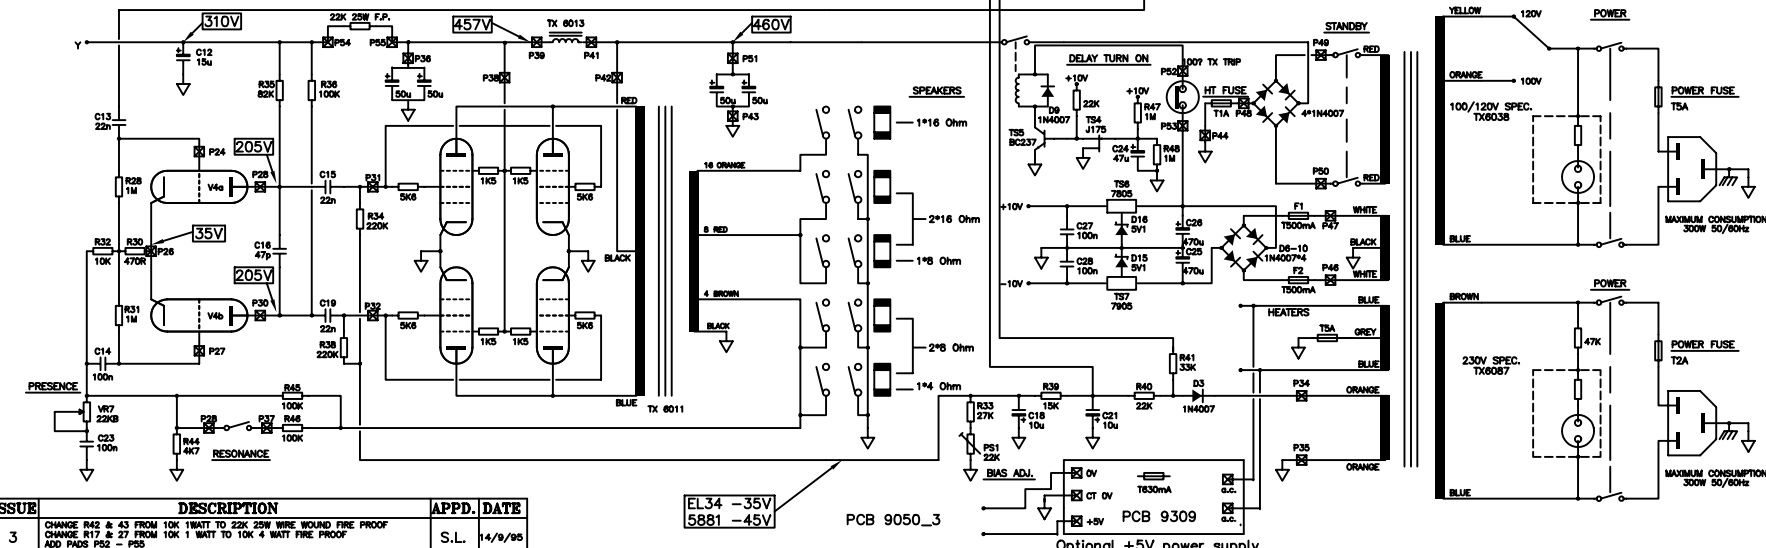 310V
22K 25W F.P.
457V
TX 6013
460V
Y
P54
P55
P39
P41
C12
15u
P36
P51
P38
P42
50u
50u
50u
50u
P43
R35
82K
R36
100K
C13
22n
P24
205V
P28
C15
22n
P31
R28
1M
V4a
R34
220K
5K6
1K5
1K5
5K6
RED
35V
R32
10K
R30
470R
P26
C16
47p
205V
BLACK
R31
1M
V4b
P30
C19
22n
P32
R38
220K
5K6
1K5
1K5
5K6
C14
100n
P27
BLUE
TX 6011
PRESENCE
VR7
22KB
C23
100n
R45
100K
P28
P37
R46
100K
R44
4K7
RESONANCE
16 ORANGE
8 RED
4 BROWN
BLACK
SPEAKERS
1*16 Ohm
2*16 Ohm
1*8 Ohm
2*8 Ohm
1*4 Ohm
STANDBY
P49
RED
DELAY TURN ON
+10V
22K
D9
1N4007
TS4
J175
TS5
BC237
+10V
R47
1M
C24
47u
R48
1M
P52
100? TX TRIP
P53
HT FUSE
T1A
P48
P44
4*1N4007
P50
RED
TS6
7805
+10V
C27
100n
D16
5V1
C26
470u
C28
100n
D15
5V1
C25
470u
-10V
TS7
7905
D6-10
1N4007*4
F1
T500mA
P47
WHITE
BLACK
F2
T500mA
P46
WHITE
BLUE
HEATERS
T5A
GREY
BLUE
R41
33K
R39
15K
R40
22K
D3
1N4007
P34
ORANGE
R33
27K
C18
10u
C21
10u
PS1
22K
P35
ORANGE
BIAS ADJ.
0V
CT 0V
+5V
T630mA
a.c.
a.c.
PCB 9309
Optional +5V power supply
EL34 -35V
5881 -45V
PCB 9050_3
YELLOW
120V
POWER
ORANGE
100V
100/120V SPEC.
TX6038
POWER FUSE
T5A
BLUE
MAXIMUM CONSUMPTION
300W 50/60Hz
BROWN
POWER
47K
230V SPEC.
TX6087
POWER FUSE
T2A
BLUE
MAXIMUM CONSUMPTION
300W 50/60Hz
ISSUE DESCRIPTION APPD. DATE
3
CHANGE R42 & 43 FROM 10K 1WATT TO 22K 25W WIRE WOUND FIRE PROOF
CHANGE R17 & 27 FROM 10K 1 WATT TO 10K 4 WATT FIRE PROOF
ADD PADS P52 - P55
S.L.
14/9/95